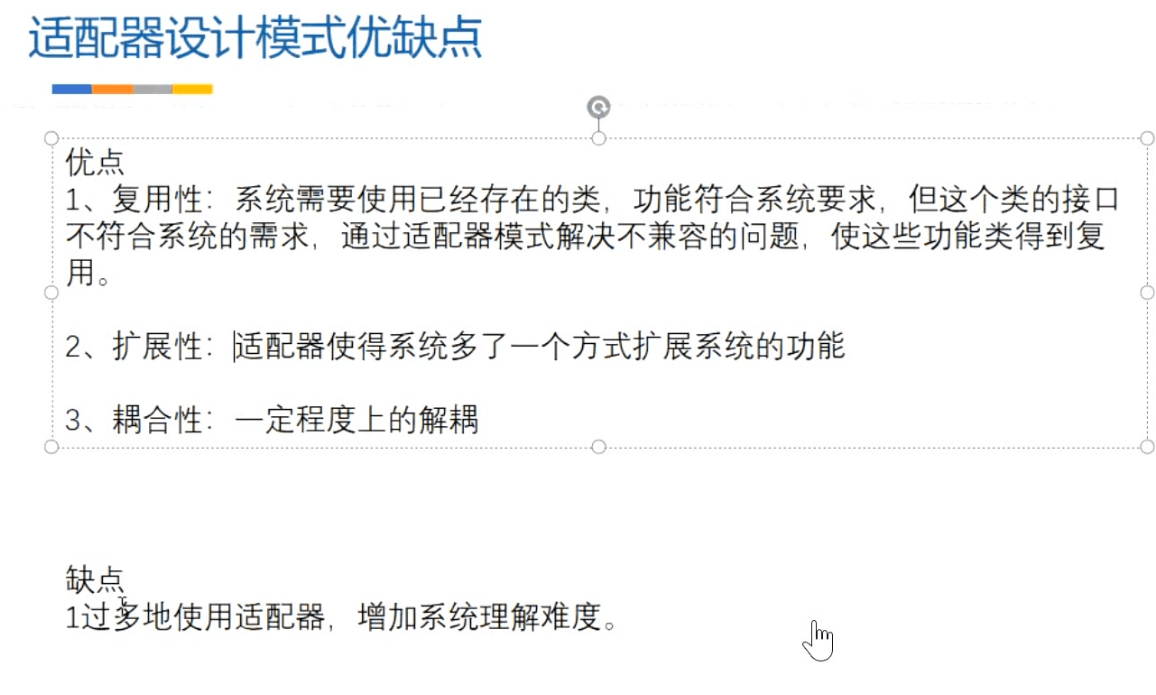 适配器设计模式优缺点
优点
1、复用性：系统需要使用已经存在的类，功能符合系统要求，但这个类的接口
不符合系统的需求，通过适配器模式解决不兼容的问题，使这些功能类得到复
用。
2、扩展性：适配器使得系统多了一个方式扩展系统的功能
3、耦合性：一定程度上的解耦
缺点
1过多地使用适配器，增加系统理解难度。